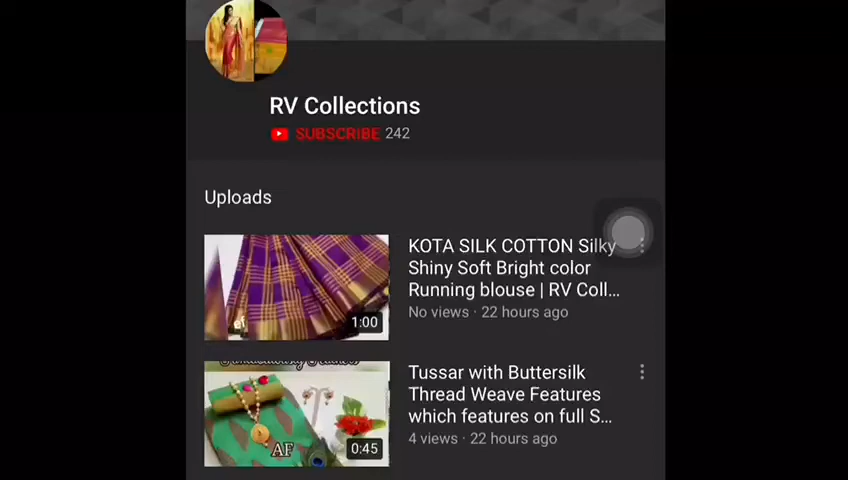 RV Collections
SUBSCRIBE 242
Uploads
KOTA SILK COTTON Silky
Shiny Soft Bright color
Running blouse | RV Coll...
No views · 22 hours ago
1:00
Tussar with Buttersilk
Thread Weave Features
which features on full S...
4 views · 22 hours ago
AF
0:45